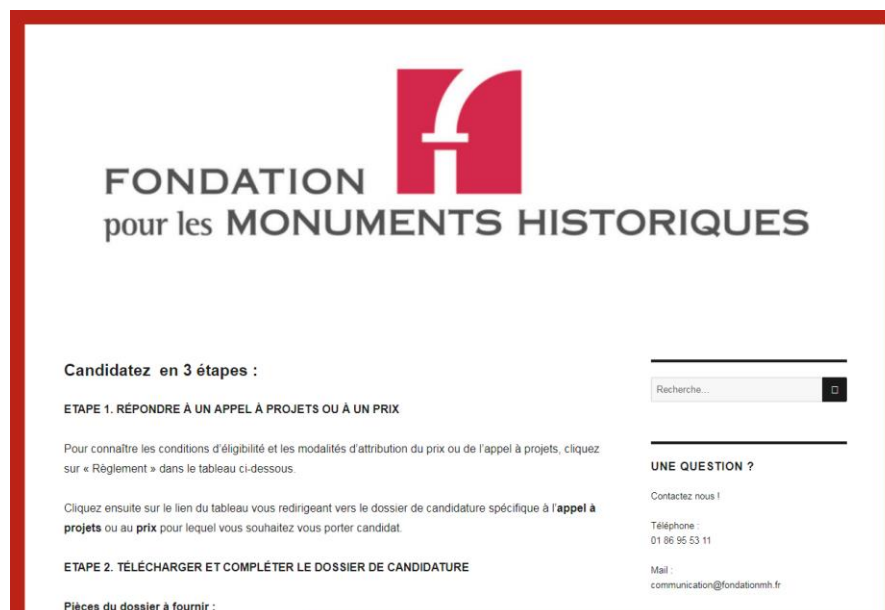 FONDATION
pour les MONUMENTS HISTORIQUES
Candidatez en 3 étapes :
ETAPE 1. RÉPONDRE À UN APPEL À PROJETS OU À UN PRIX
Pour connaître les conditions d'éligibilité et les modalités d'attribution du prix ou de l'appel à projets, cliquez
sur « Règlement » dans le tableau ci-dessous.
Cliquez ensuite sur le lien du tableau vous redirigeant vers le dossier de candidature spécifique à l'appel à
projets ou au prix pour lequel vous souhaitez vous porter candidat.
ETAPE 2. TÉLÉCHARGER ET COMPLÉTER LE DOSSIER DE CANDIDATURE
Pièces du dossier à fournir :
Recherche...
UNE QUESTION ?
Contactez nous !
Téléphone :
01 86 95 53 11
Mail :
communication@fondationmh.fr